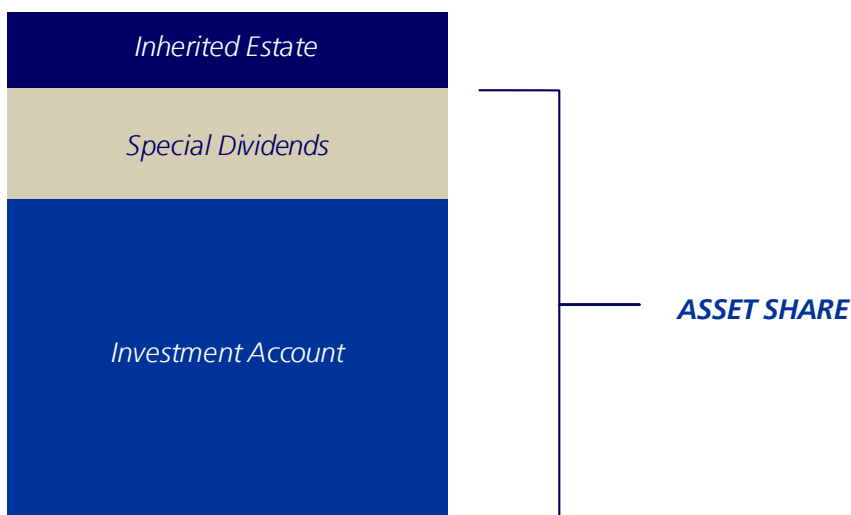 Inherited Estate
Special Dividends
ASSET SHARE
Investment Account